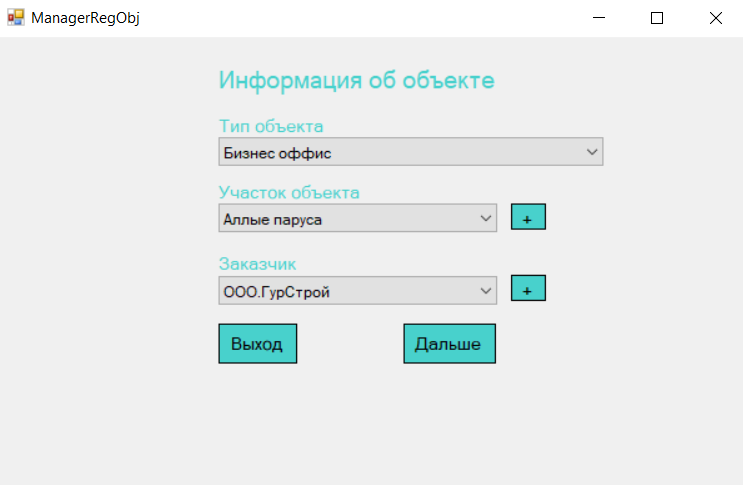 ManagerRegObj
Информация об объекте
Тип объекта
Бизнес оффис
Участок объекта
Аллые паруса
+
Заказчик
ООО.ГурСтрой
+
Выход
Дальше